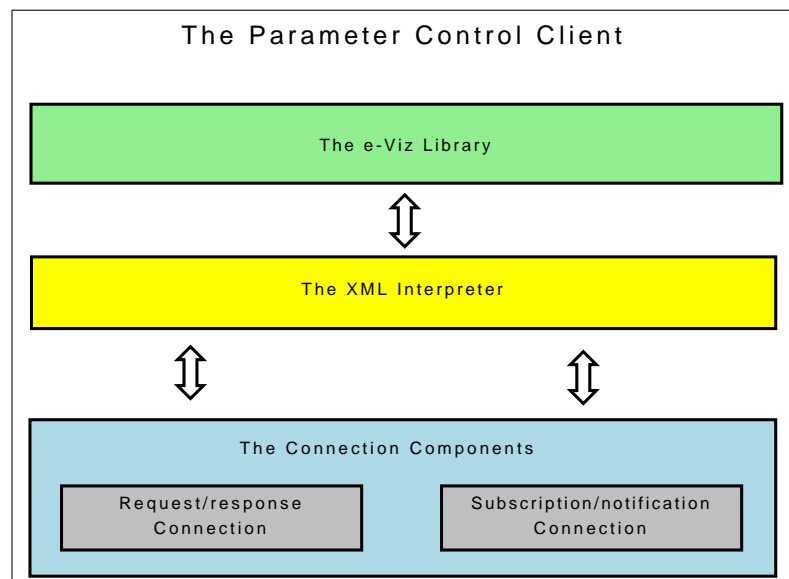 The Parameter Control Client
The e-Viz Library
The XML Interpreter
The Connection Components
Request/response
Connection
Subscription/notification
Connection